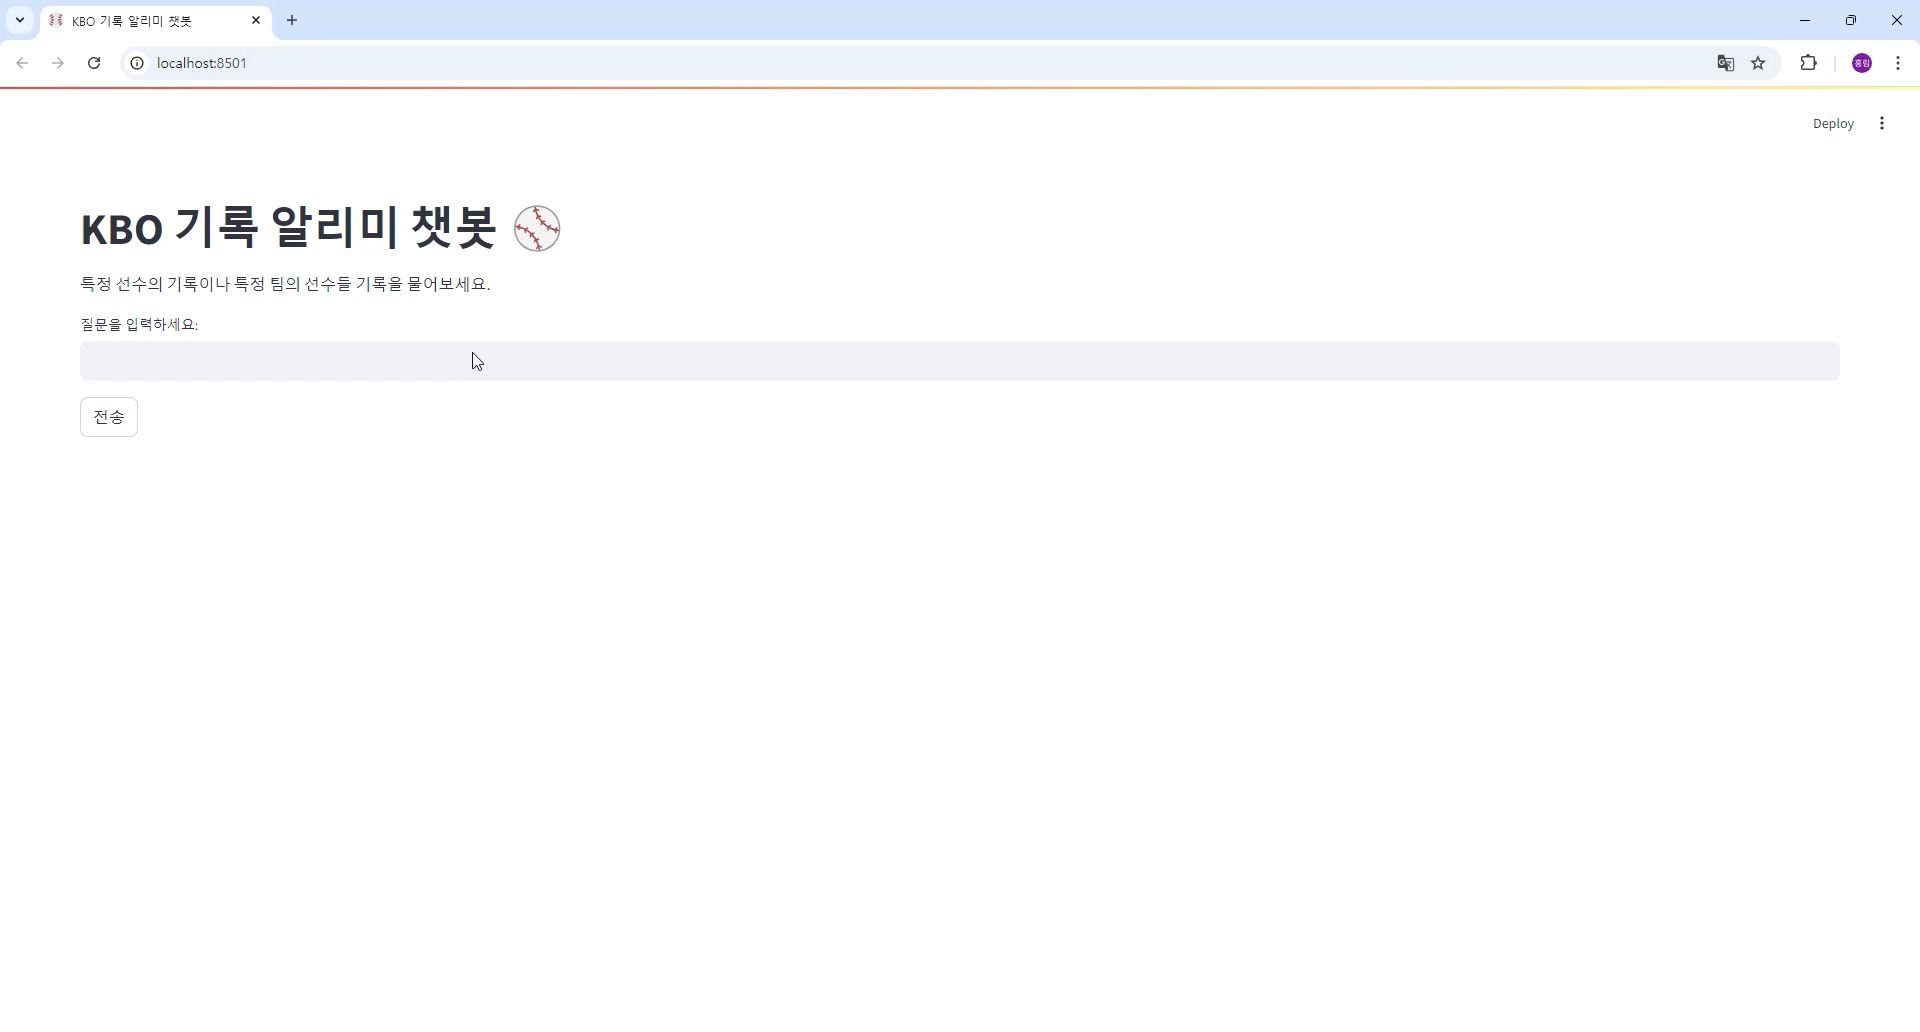 KBO 기록 알리미 챗봇
localhost:8501
홍림
Deploy
KBO 기록 알리미 챗봇
특정 선수의 기록이나 특정 팀의 선수들 기록을 물어보세요.
질문을 입력하세요:
전송